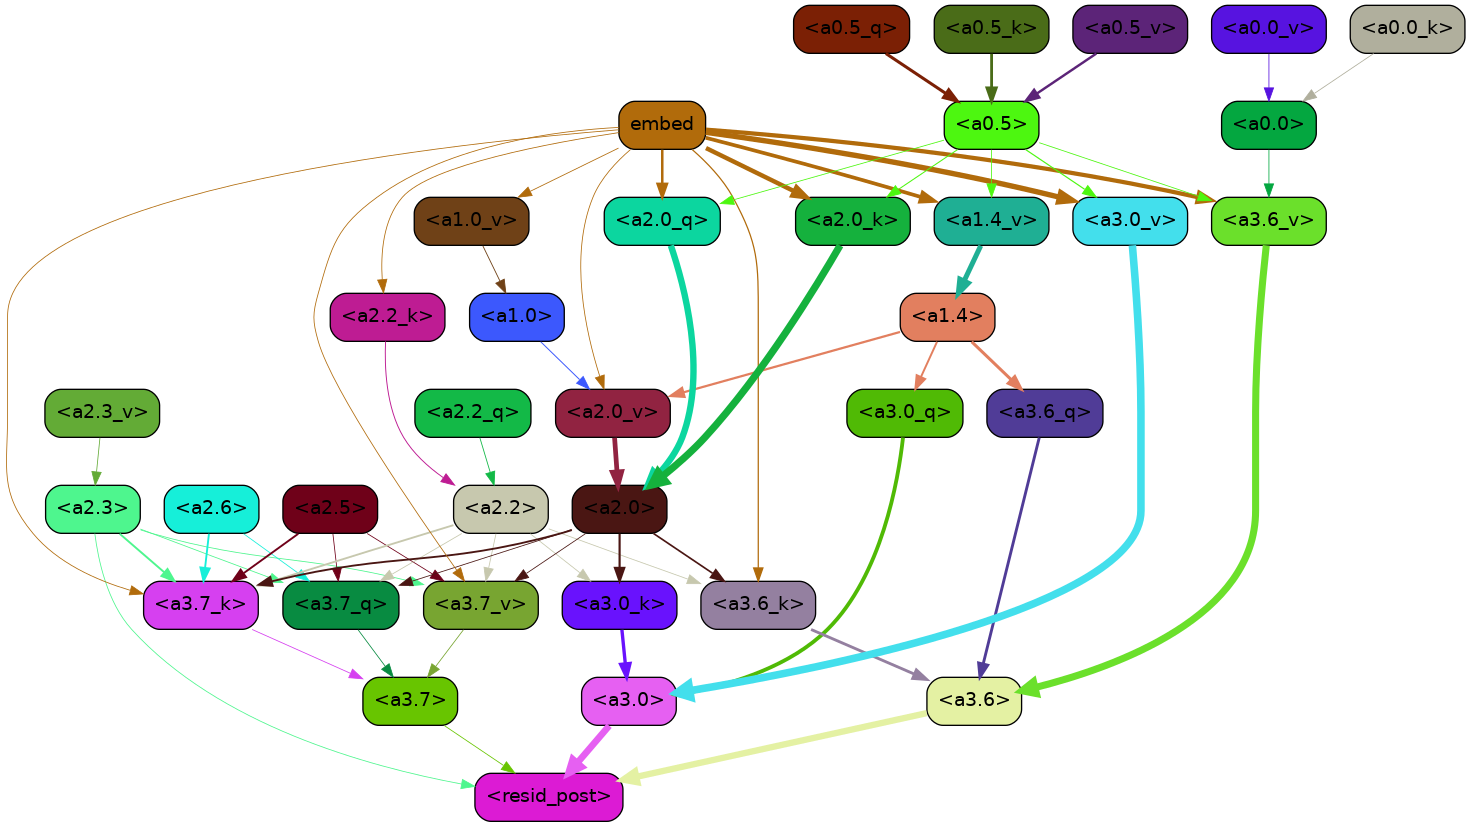 <a0.5_q> <a0.5_k> <a0.5_v> <a0.0_v> <a0.0_k>
embed <a0.5> <a0.0>
<a1.0_v> <a2.0_q> <a2.0_k> <a1.4_v> <a3.0_v> <a3.6_v>
<a2.2_k> <a1.0> <a1.4>
<a2.3_v> <a2.2_q> <a2.0_v> <a3.0_q> <a3.6_q>
<a2.3> <a2.6> <a2.5> <a2.2> <a2.0>
<a3.7_k> <a3.7_q> <a3.7_v> <a3.0_k> <a3.6_k>
<a3.7> <a3.0> <a3.6>
<resid_post>